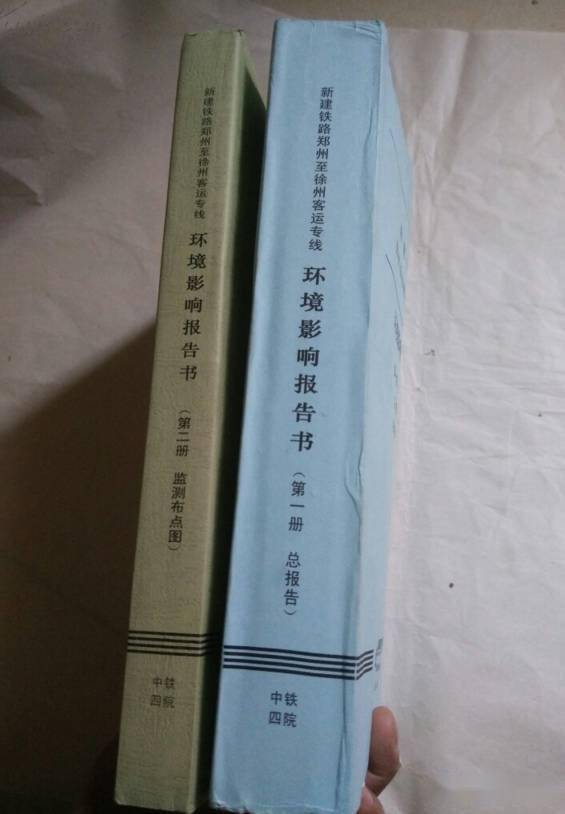 新建铁路郑州至徐州客运专线
环境影响报告书
（第二册 监测布点图）
中铁
四院
新建铁路郑州至徐州客运专线
环境影响报告书
（第一册 总报告）
中铁
四院